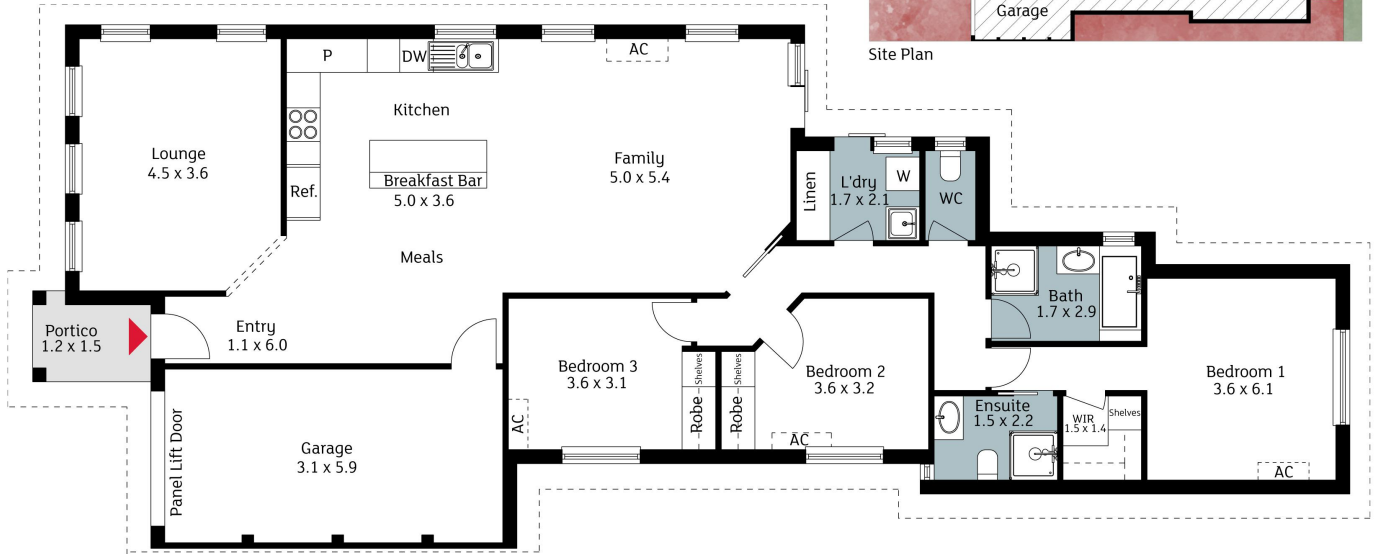 Garage
Site Plan
P
DW
AC
Kitchen
Lounge
4.5 x 3.6
Ref.
Breakfast Bar
5.0 x 3.6
Family
5.0 x 5.4
Linen
L'dry
1.7 x 2.1
W
WC
Meals
Bath
1.7 x 2.9
Portico
1.2 x 1.5
Entry
1.1 x 6.0
Bedroom 3
3.6 x 3.1
Robe
Shelves
Robe
Shelves
Bedroom 2
3.6 x 3.2
Bedroom 1
3.6 x 6.1
Ensuite
1.5 x 2.2
WIR
1.5 x 1.4
Shelves
Panel Lift Door
Garage
3.1 x 5.9
AC
AC
AC